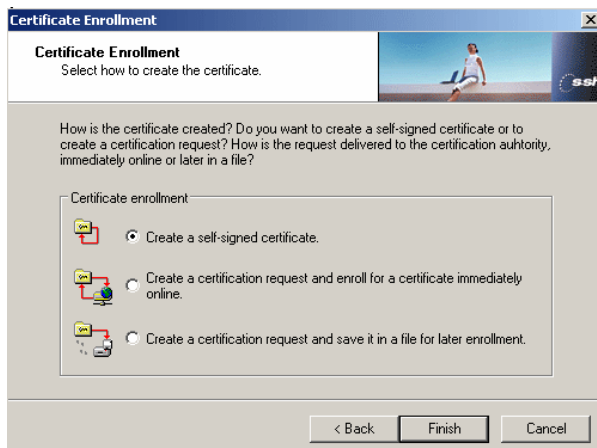 Certificate Enrollment
Certificate Enrollment
Select how to create the certificate.
ssh
How is the certificate created? Do you want to create a self-signed certificate or to
create a certification request? How is the request delivered to the certification auhtority,
immediately online or later in a file?
Certificate enrollment
Create a self-signed certificate.
Create a certification request and enroll for a certificate immediately
online.
Create a certification request and save it in a file for later enrollment.
< Back
Finish
Cancel